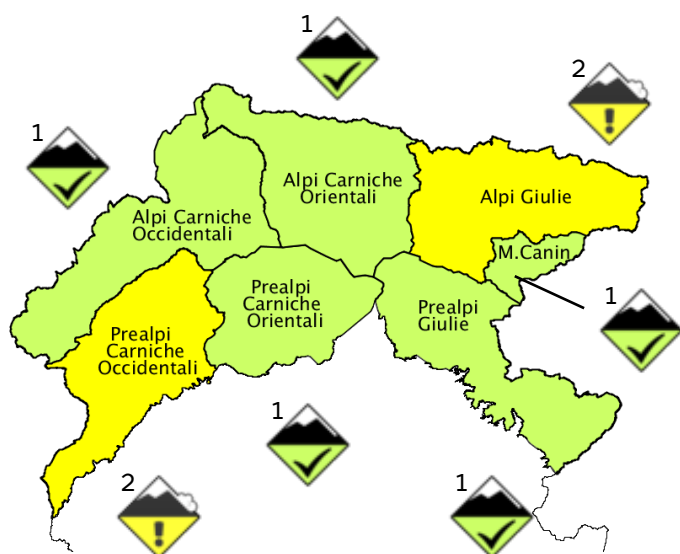 1
2
1
Alpi Carniche
Orientali
Alpi Giulie
Alpi Carniche
Occidentali
M.Canin
Prealpi
Carniche
Orientali
Prealpi
Giulie
1
Prealpi
Carniche
Occidentali
1
2
1